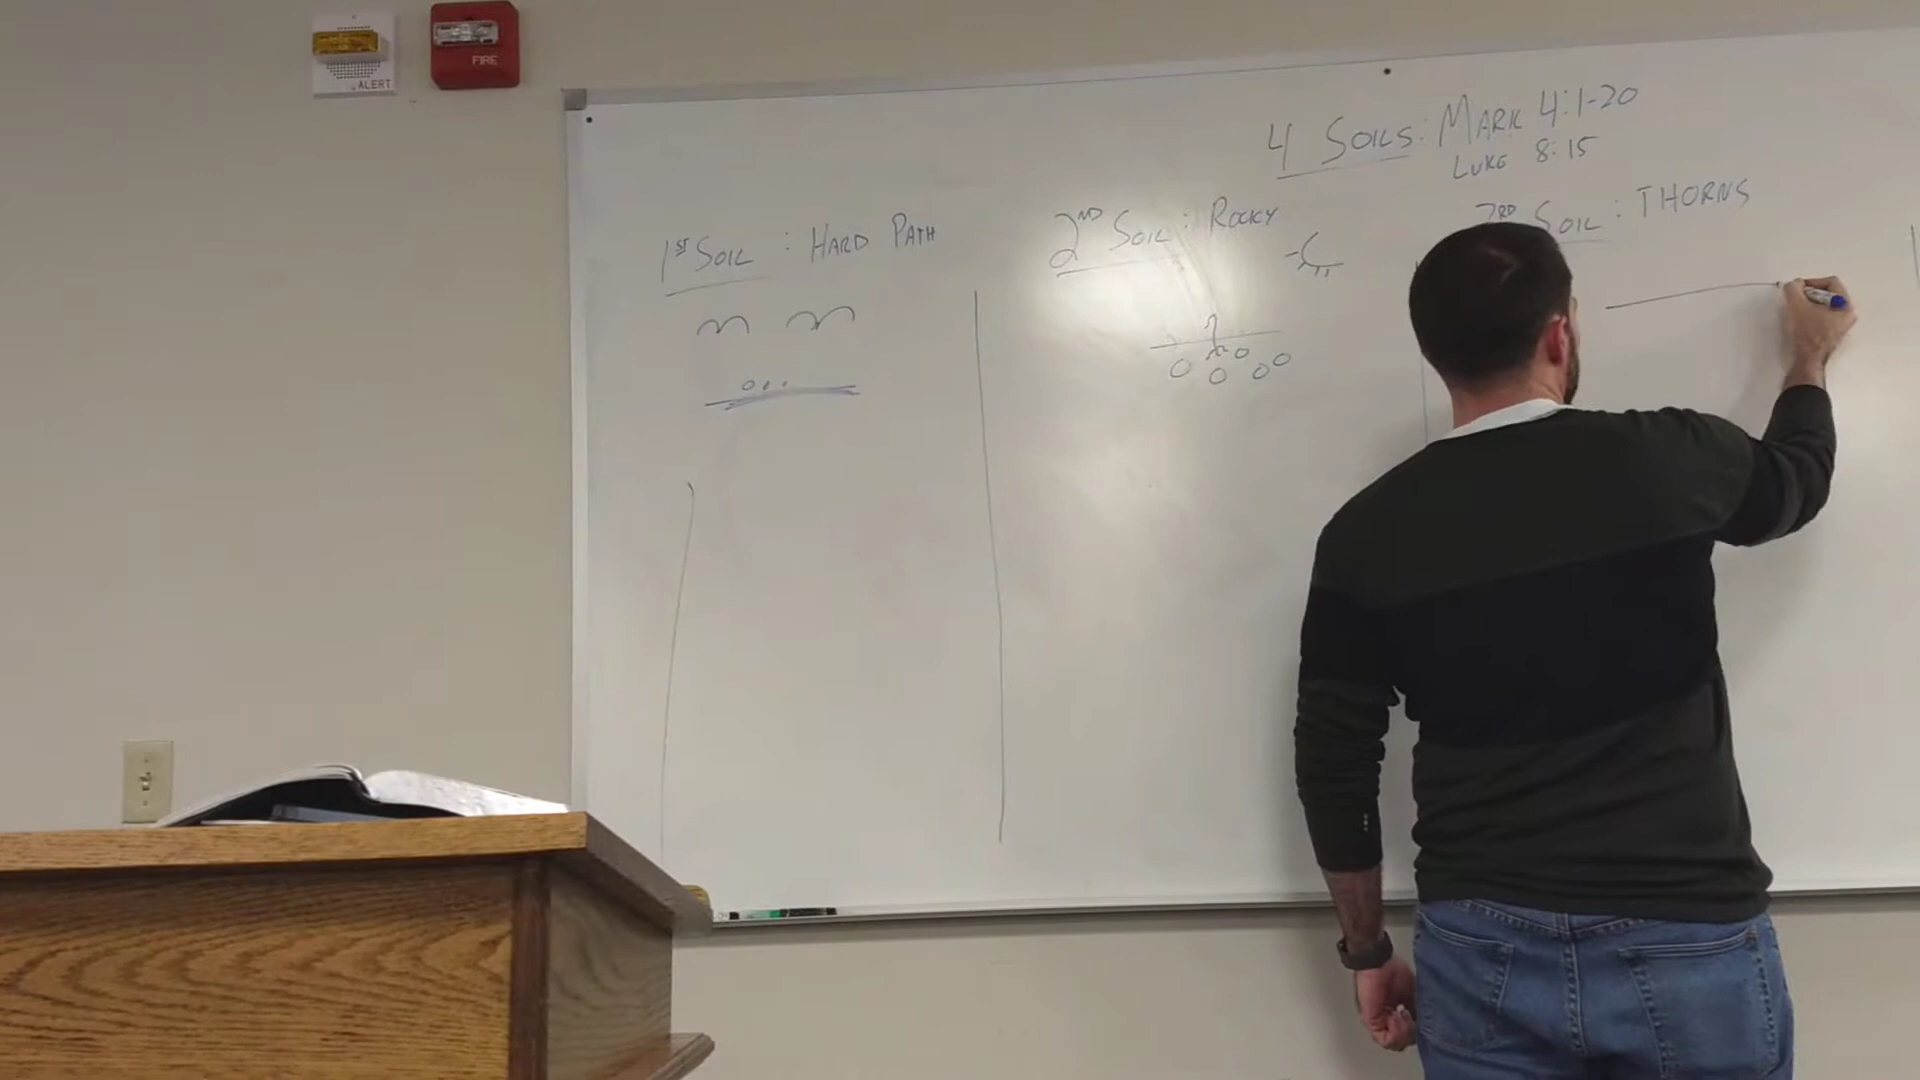 ALERT
FIRE
4 SOILS: MARK 4:1-20
LUKE 8:15
1ST SOIL : HARD PATH
2ND SOIL : ROCKY
3RD SOIL : THORNS